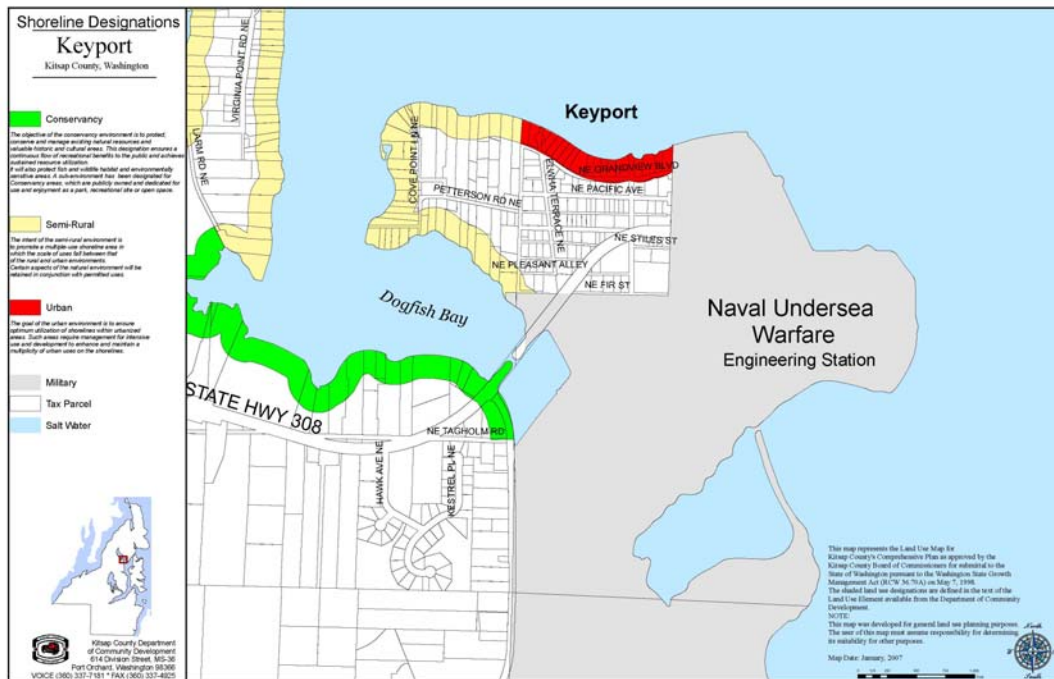 Shoreline Designations
Keyport
Kitsap County, Washington
Conservancy
The objective of the conservancy environment is to protect,
conserve and manage existing natural resources and
valuable historic and cultural areas. This designation ensures a
continuous flow of recreational benefits to the public and achieves
sustained resource utilization.
It will also protect fish and wildlife habitat and environmentally
sensitive areas. A sub-environment has been designated for
Conservancy areas, which are publicly owned and dedicated for
use and enjoyment as a park, recreational site or open space.
Semi-Rural
The intent of the semi-rural environment is
to promote a multiple-use shoreline area in
which the scale of uses fall between that
of the rural and urban environments.
Certain aspects of the natural environment will be
retained in conjunction with permitted uses.
Urban
The goal of the urban environment is to ensure
optimum utilization of shorelines within urbanized
areas. Such areas require management for intensive
use and development to enhance and maintain a
multiplicity of urban uses on the shorelines.
Military
Tax Parcel
Salt Water
Kitsap County Department
of Community Development
614 Division Street, MS-36
Port Orchard, Washington 98366
VOICE (360) 337-7181 * FAX (360) 337-4925
VIRGINIA POINT RD NE
LARM RD NE
COVE POINT LN NE
Keyport
NE GRANDVIEW BLVD
NE PACIFIC AVE
PETTERSON RD NE
ELWHA TERRACE NE
NE STILES ST
NE PLEASANT ALLEY
NE FIR ST
Dogfish Bay
Naval Undersea
Warfare
Engineering Station
STATE HWY 308
NE TAGHOLM RD
HAWK AVE NE
KESTREL PL NE
This map represents the Land Use Map for
Kitsap County's Comprehensive Plan as approved by the
Kitsap County Board of Commissioners for submittal to the
State of Washington pursuant to the Washington State Growth
Management Act (RCW 36.70A) on May 7, 1998.
The shaded land use designations are defined in the text of the
Land Use Element available from the Department of Community
Development.
NOTE:
This map was developed for general land use planning purposes.
The user of this map must assume responsibility for determining
its suitability for other purposes.
Map Date: January, 2007
North
South